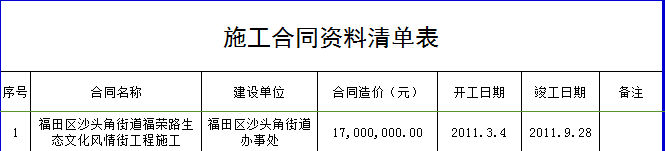 施工合同资料清单表
序号 合同名称 建设单位 合同造价（元） 开工日期 竣工日期 备注
1 福田区沙头角街道福荣路生态文化风情街工程施工 福田区沙头角街道办事处 17,000,000.00 2011.3.4 2011.9.28